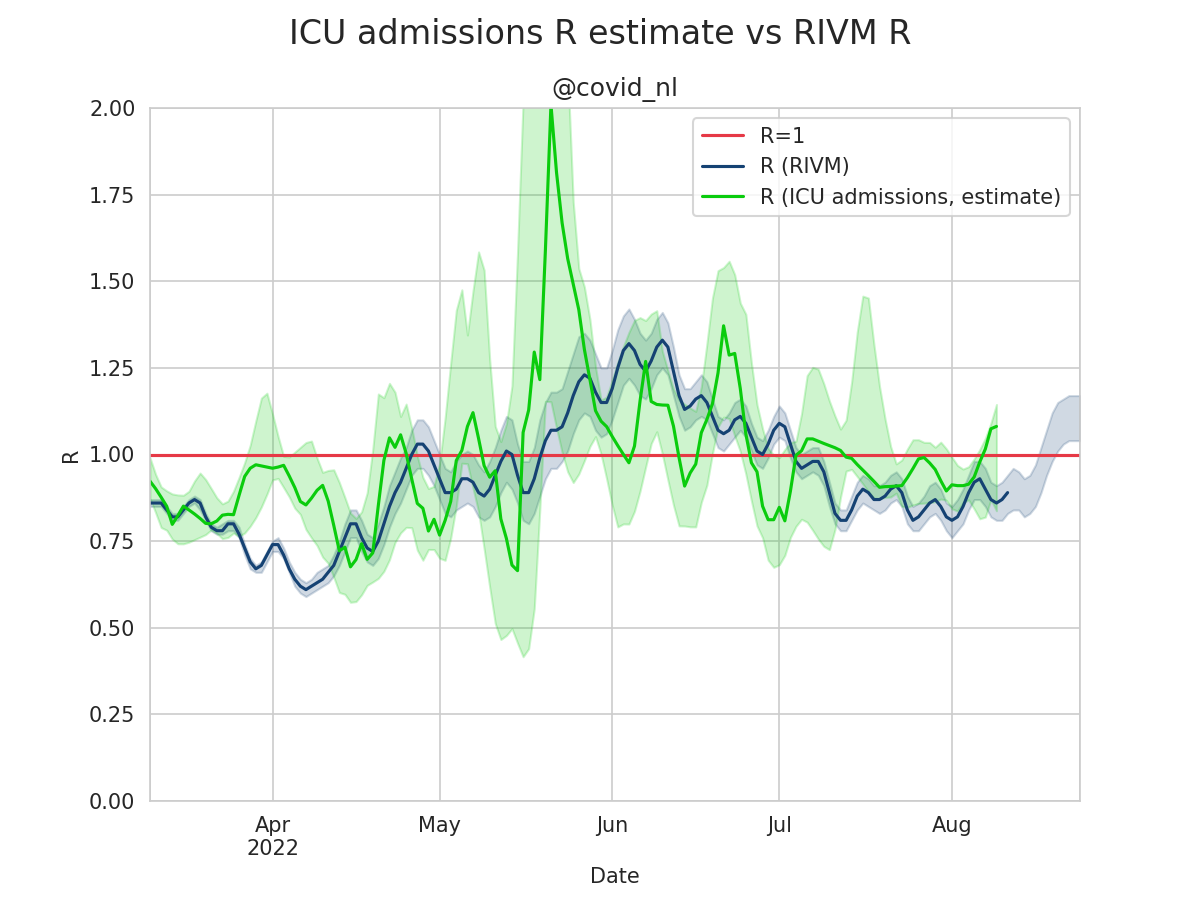 ICU admissions R estimate vs RIVM R
@covid_nl
R=1
R (RIVM)
R (ICU admissions, estimate)
2.00
1.75
1.50
1.25
1.00
0.75
0.50
0.25
0.00
R
Apr
2022
May
Jun
Jul
Aug
Date